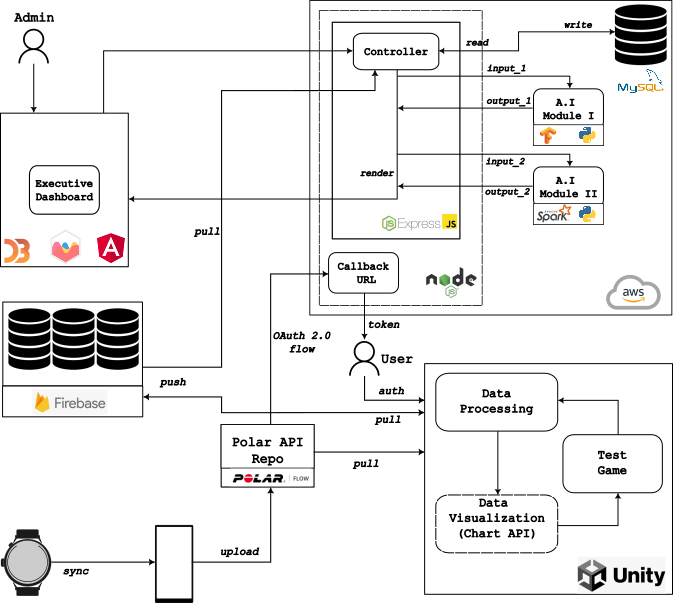 Admin
write
read
Controller
MySQL
input_1
output_1
A.I
Module I
Executive
Dashboard
render
input_2
output_2
A.I
Module II
APACHE
Spark
pull
Express
JS
D3
A
Callback
URL
node
JS
aws
OAuth 2.0
flow
token
User
push
auth
Firebase
pull
Data
Processing
Polar API
Repo
POLAR
FLOW
pull
Test
Game
Data
Visualization
(Chart API)
upload
sync
Unity